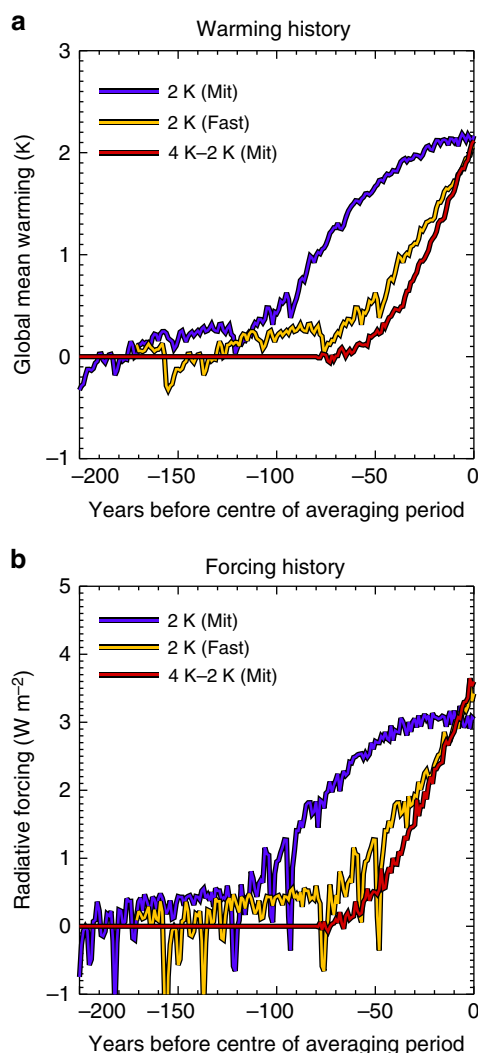 a
Warming history
3
2
1
0
−1
Global mean warming (K)
2 K (Mit)
2 K (Fast)
4 K–2 K (Mit)
−200 −150 −100 −50 0
Years before centre of averaging period
b
Forcing history
5
4
3
2
1
0
−1
Radiative forcing (W m−2)
2 K (Mit)
2 K (Fast)
4 K–2 K (Mit)
−200 −150 −100 −50 0
Years before centre of averaging period